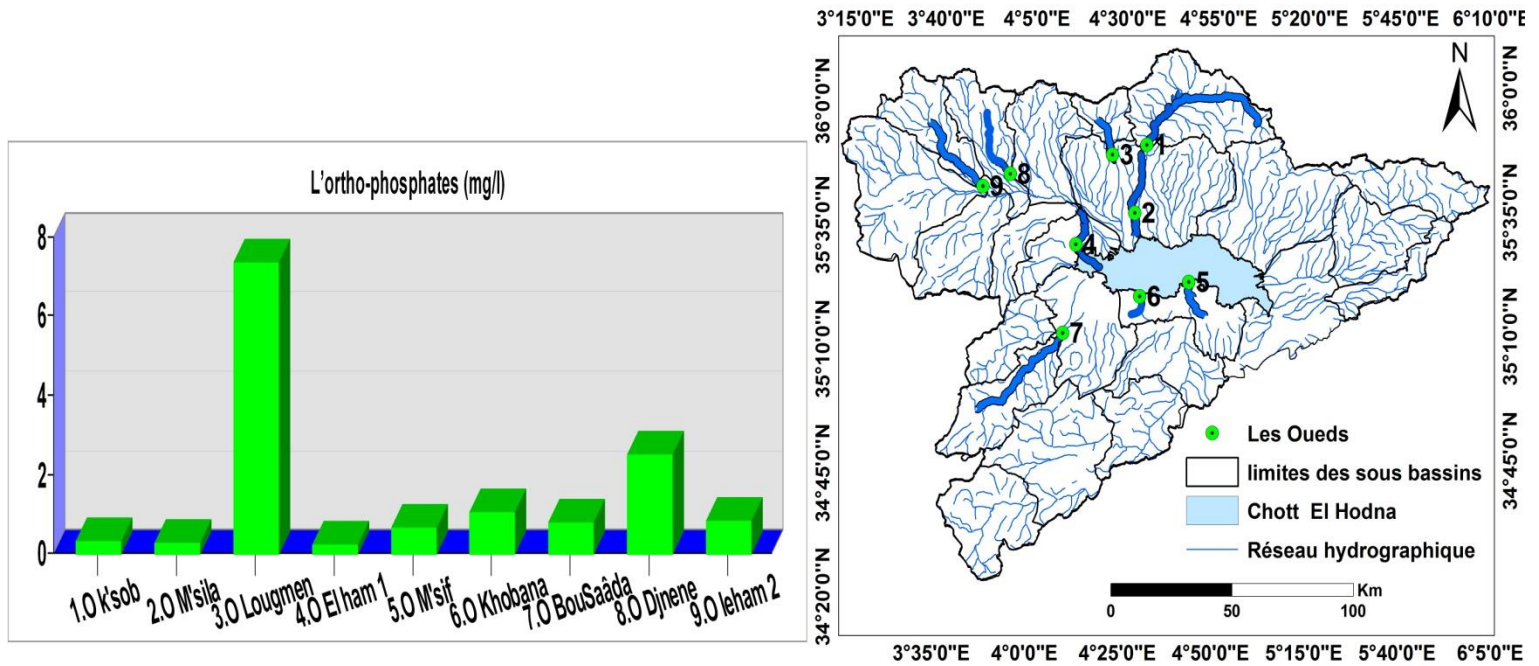 L'ortho-phosphates (mg/l)
8
6
4
2
0
1.O k'sob
2.O M'sila
3.O Lougmen
4.O El ham 1
5.O M'sif
6.O Khobana
7.O BouSaâda
8.O Djnene
9.O leham 2
3°15'0"E 3°40'0"E 4°5'0"E 4°30'0"E 4°55'0"E 5°20'0"E 5°45'0"E 6°10'0"E
36°0'0"N
35°35'0"N
35°10'0"N
34°45'0"N
34°20'0"N
N
1
3
8
9
2
4
5
6
7
Les Oueds
limites des sous bassins
Chott El Hodna
Réseau hydrographique
Km
0 50 100
36°0'0"N
35°35'0"N
35°10'0"N
34°45'0"N
34°20'0"N
3°35'0"E 4°0'0"E 4°25'0"E 4°50'0"E 5°15'0"E 5°40'0"E 6°5'0"E